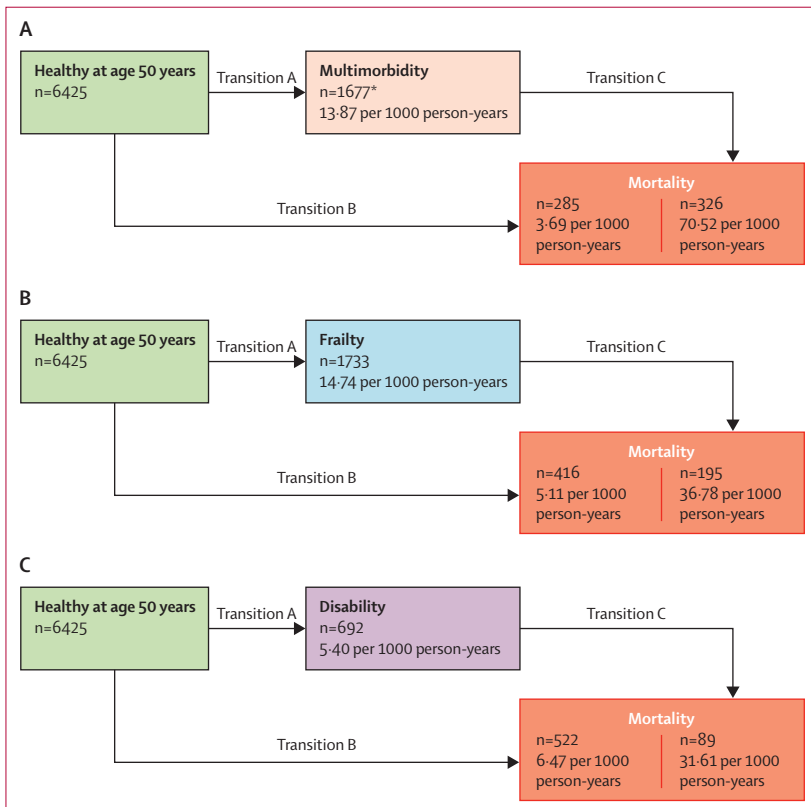 A
Healthy at age 50 years
n=6425
Transition A
Multimorbidity
n=1677*
13·87 per 1000 person-years
Transition C
Transition B
Mortality
n=285
3·69 per 1000
person-years
n=326
70·52 per 1000
person-years
B
Healthy at age 50 years
n=6425
Transition A
Frailty
n=1733
14·74 per 1000 person-years
Transition C
Transition B
Mortality
n=416
5·11 per 1000
person-years
n=195
36·78 per 1000
person-years
C
Healthy at age 50 years
n=6425
Transition A
Disability
n=692
5·40 per 1000 person-years
Transition C
Transition B
Mortality
n=522
6·47 per 1000
person-years
n=89
31·61 per 1000
person-years